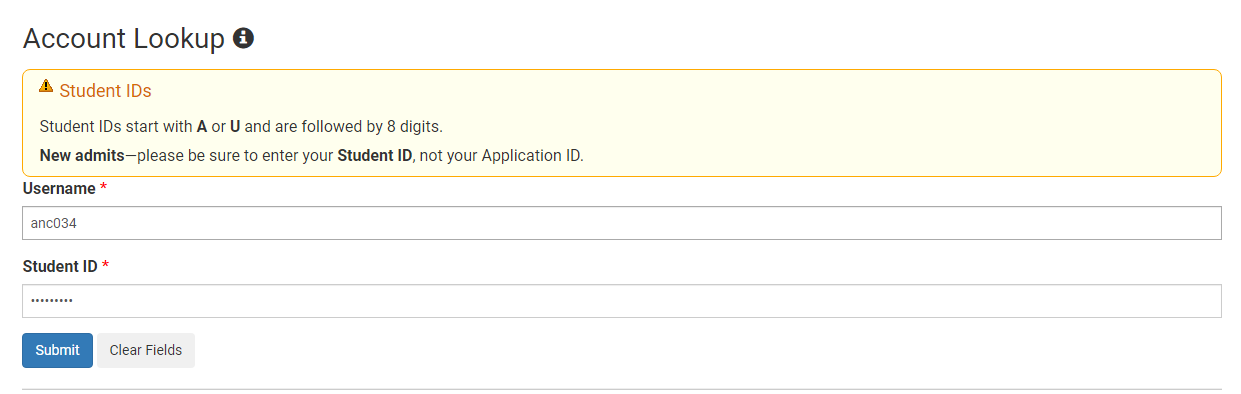 Account Lookup
Student IDs
Student IDs start with A or U and are followed by 8 digits.
New admits—please be sure to enter your Student ID, not your Application ID.
Username *
anc034
Student ID *
•••••••••
Submit Clear Fields